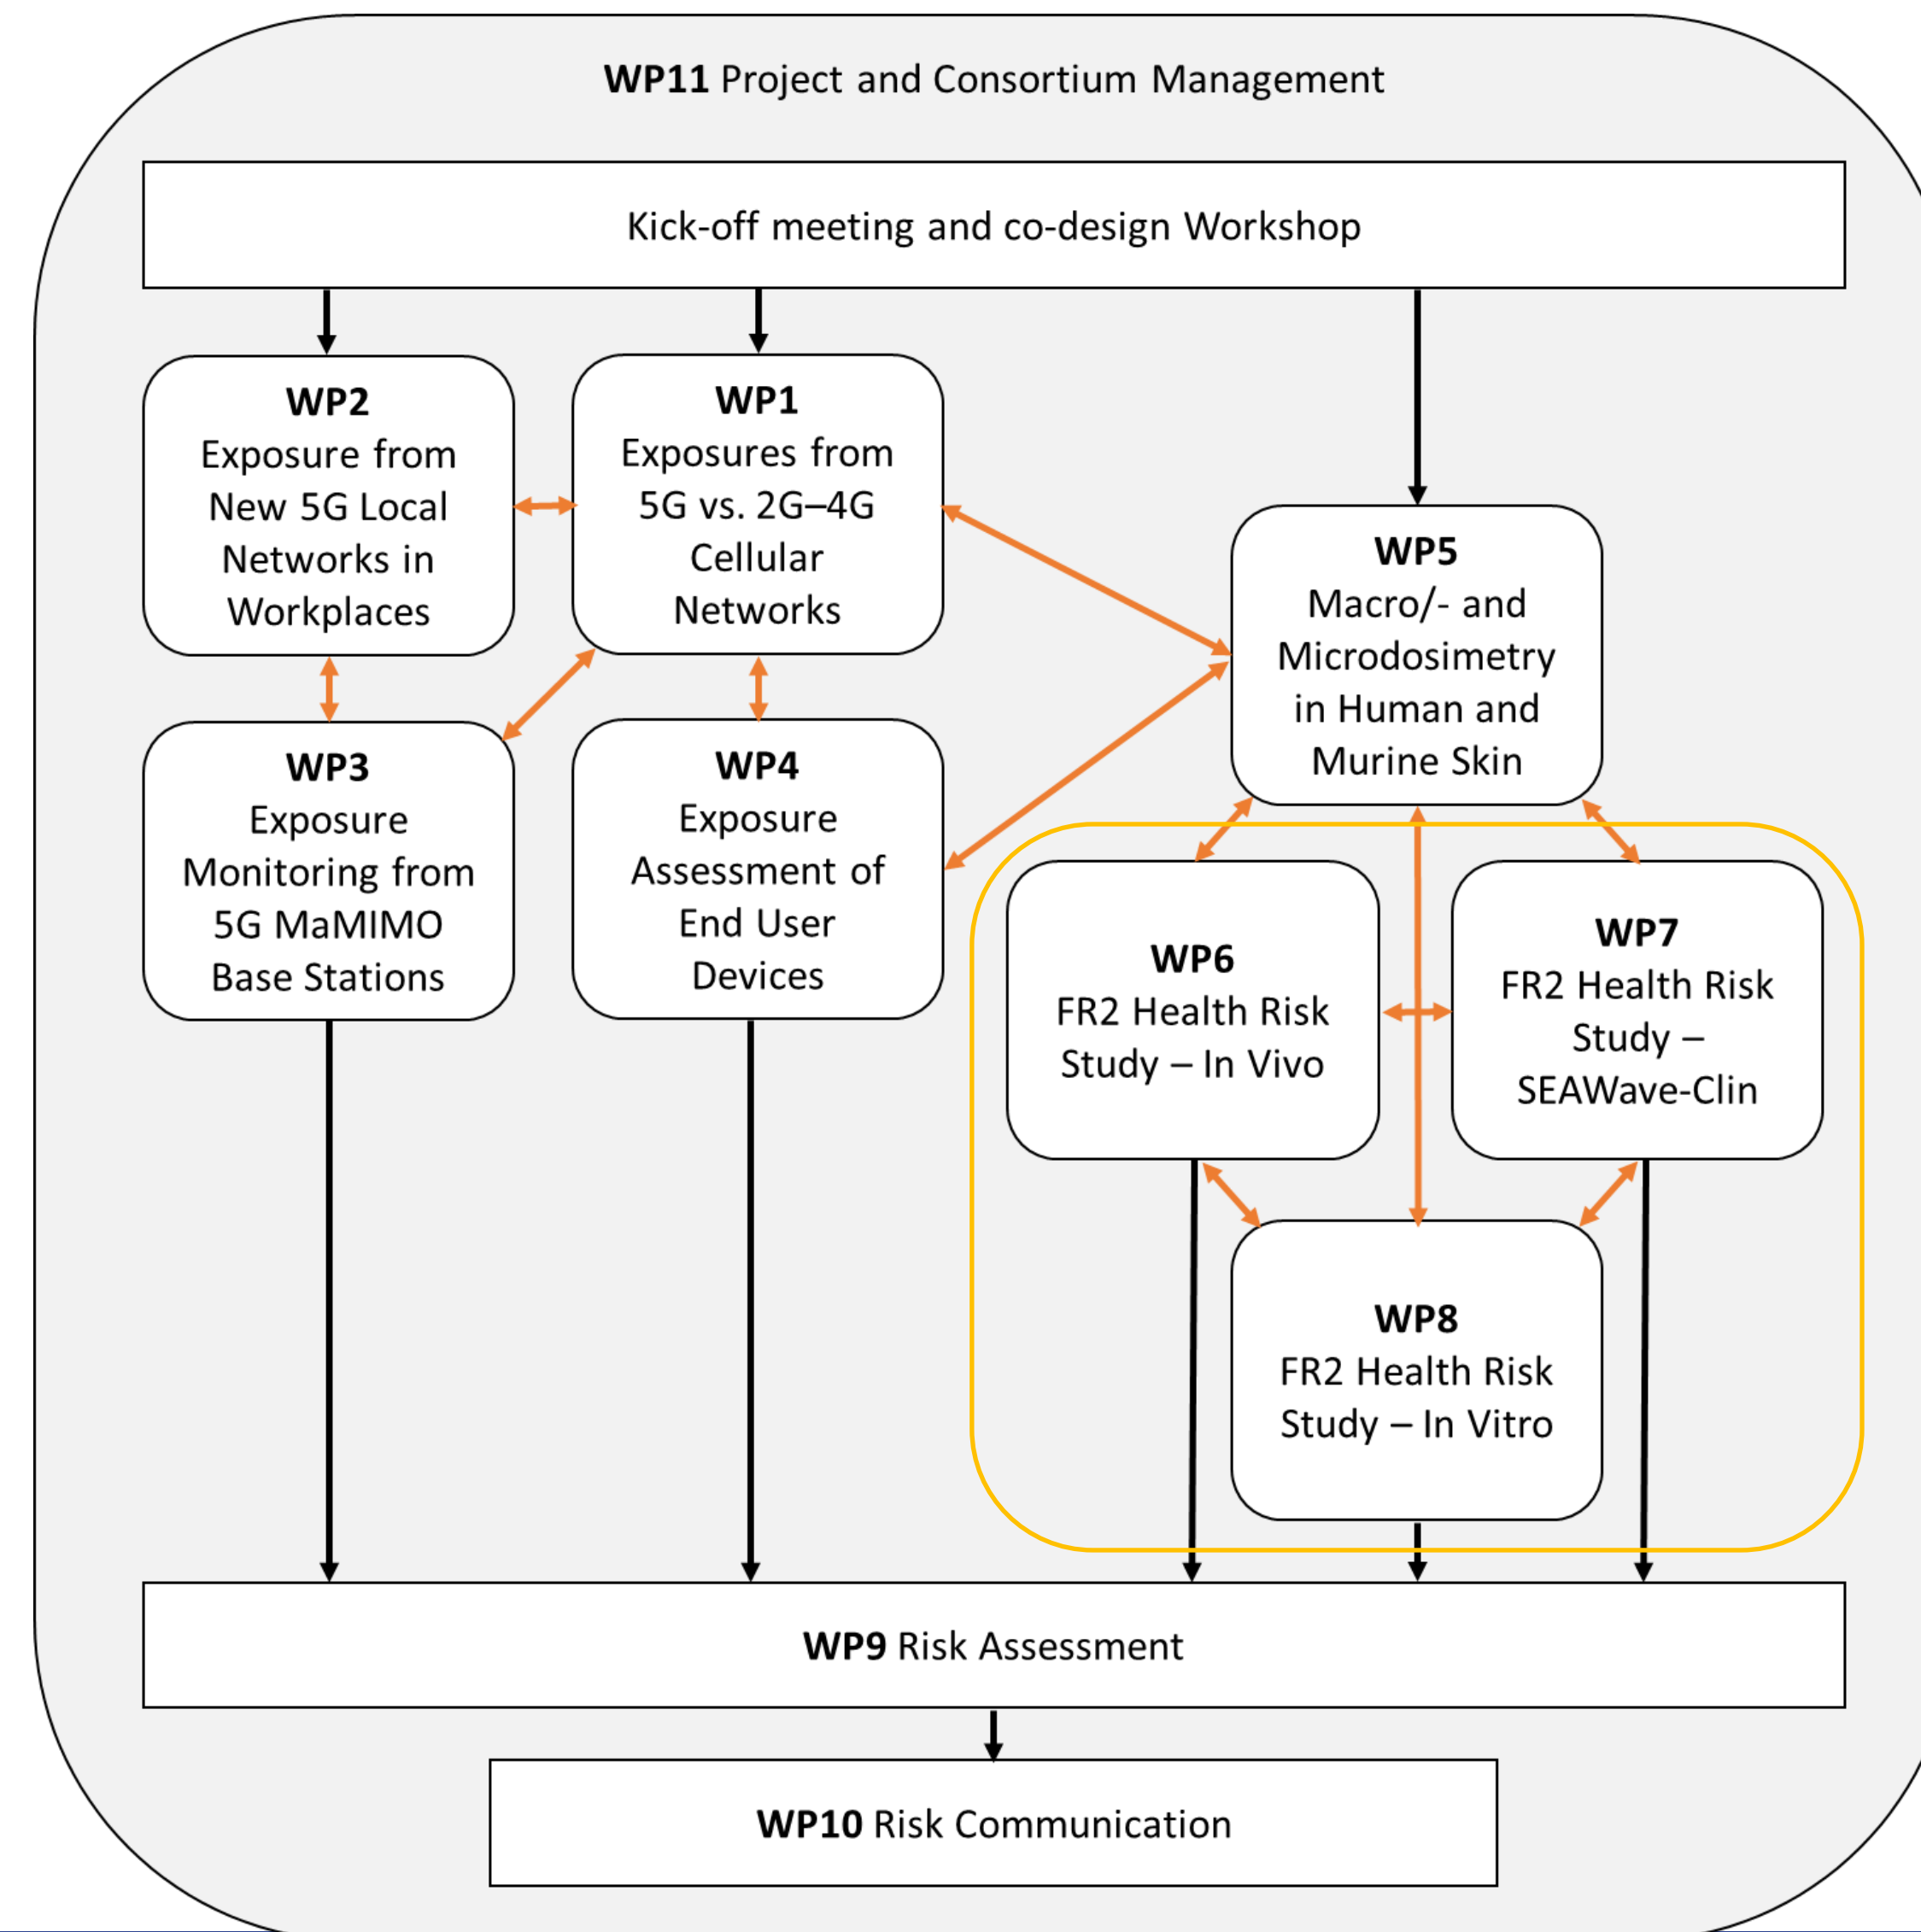 WP11 Project and Consortium Management
Kick-off meeting and co-design Workshop
WP2
Exposure from
New 5G Local
Networks in
Workplaces
WP1
Exposures from
5G vs. 2G–4G
Cellular
Networks
WP5
Macro/- and
Microdosimetry
in Human and
Murine Skin
WP3
Exposure
Monitoring from
5G MaMIMO
Base Stations
WP4
Exposure
Assessment of
End User
Devices
WP6
FR2 Health Risk
Study – In Vivo
WP7
FR2 Health Risk
Study –
SEAWave-Clin
WP8
FR2 Health Risk
Study – In Vitro
WP9 Risk Assessment
WP10 Risk Communication